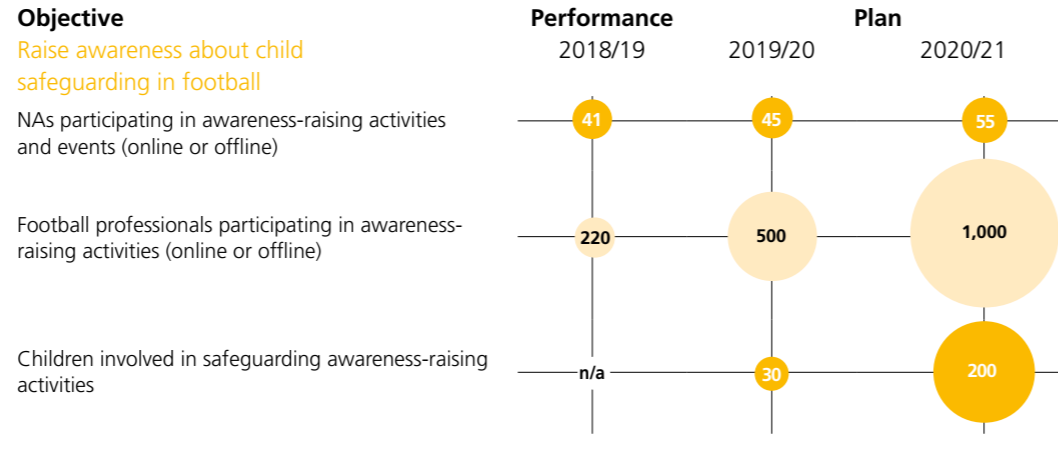 Objective Performance Plan
Raise awareness about child 2018/19 2019/20 2020/21
safeguarding in football
NAs participating in awareness-raising activities 41 45 55
and events (online or offline)
Football professionals participating in awareness- 220 500 1,000
raising activities (online or offline)
Children involved in safeguarding awareness-raising n/a 30 200
activities